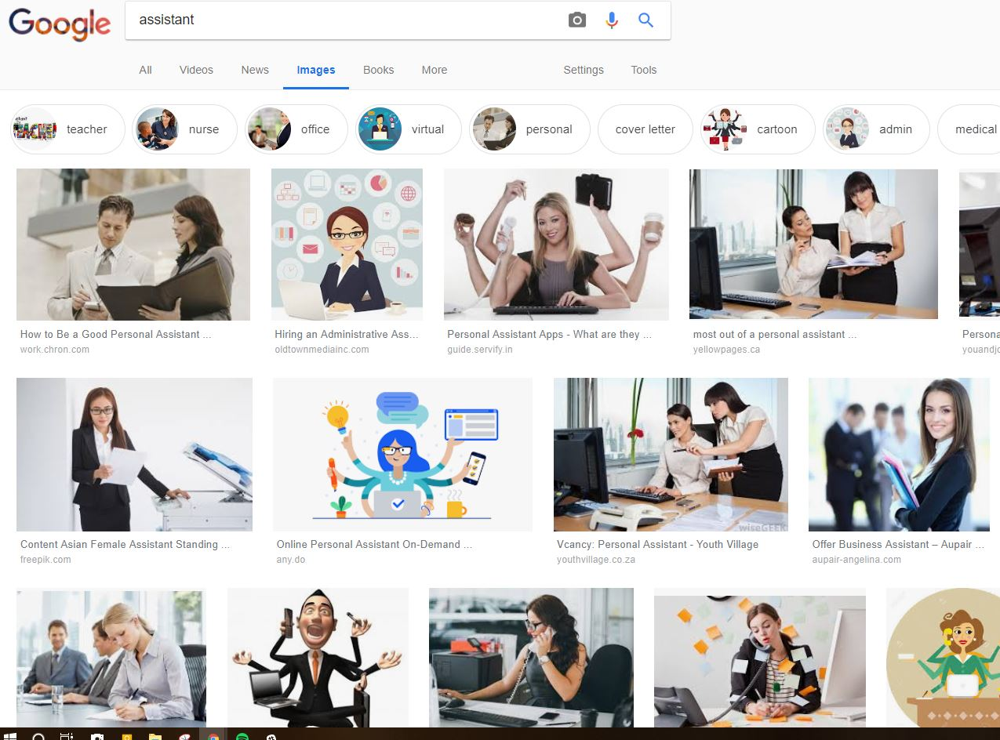 Google
assistant
All Videos News Images Books More Settings Tools
teacher nurse office virtual personal cover letter cartoon admin medical
How to Be a Good Personal Assistant ...
work.chron.com
Hiring an Administrative Ass...
oldtownmediainc.com
Personal Assistant Apps - What are they ...
guide.servify.in
most out of a personal assistant ...
yellowpages.ca
Persona
youandjo
Content Asian Female Assistant Standing ...
freepik.com
Online Personal Assistant On-Demand ...
any.do
wiseGEEK
Vcancy: Personal Assistant - Youth Village
youthvillage.co.za
Offer Business Assistant – Aupair ...
aupair-angelina.com